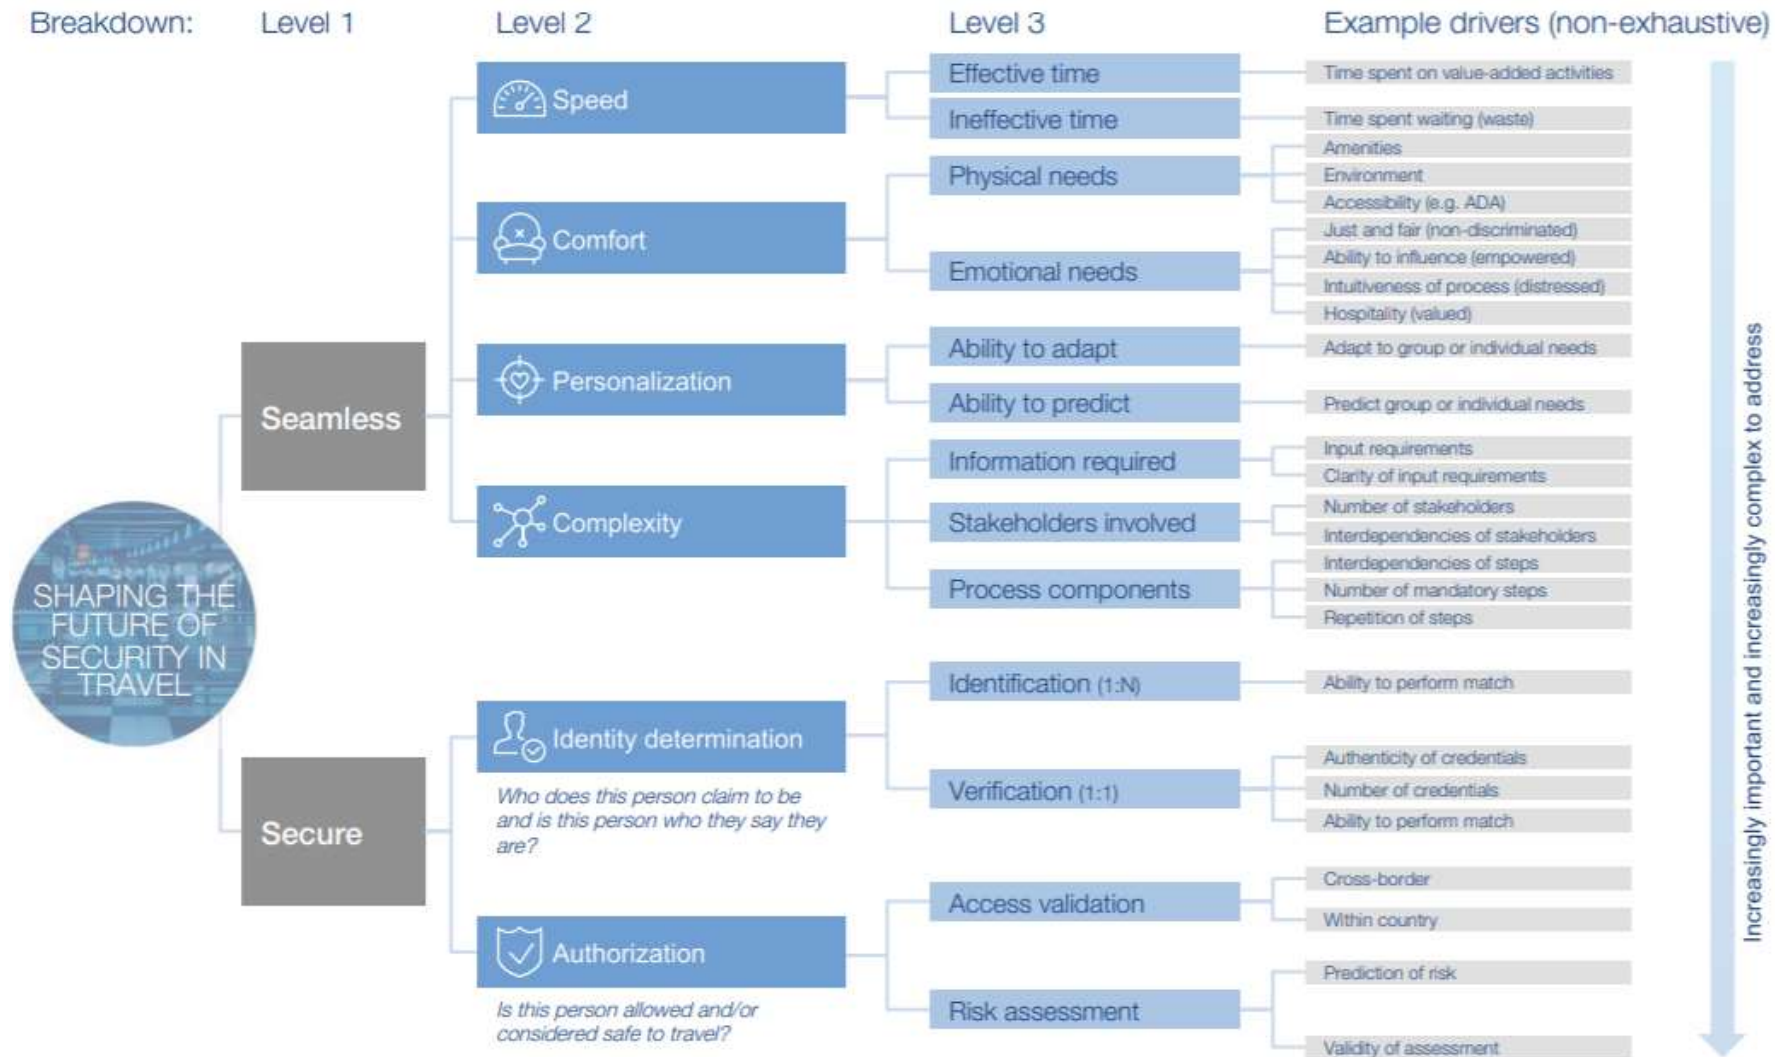 Breakdown:
Level 1
Level 2
Level 3
Example drivers (non-exhaustive)
SHAPING THE
FUTURE OF
SECURITY IN
TRAVEL
Seamless
Speed
Effective time
Time spent on value-added activities
Ineffective time
Time spent waiting (waste)
Comfort
Physical needs
Amenities
Environment
Accessibility (e.g. ADA)
Emotional needs
Just and fair (non-discriminated)
Ability to influence (empowered)
Intuitiveness of process (distressed)
Hospitality (valued)
Personalization
Ability to adapt
Adapt to group or individual needs
Ability to predict
Predict group or individual needs
Complexity
Information required
Input requirements
Clarity of input requirements
Stakeholders involved
Number of stakeholders
Interdependencies of stakeholders
Process components
Interdependencies of steps
Number of mandatory steps
Repetition of steps
Secure
Identity determination
Who does this person claim to be
and is this person who they say they
are?
Identification (1:N)
Ability to perform match
Verification (1:1)
Authenticity of credentials
Number of credentials
Ability to perform match
Authorization
Is this person allowed and/or
considered safe to travel?
Access validation
Cross-border
Within country
Risk assessment
Prediction of risk
Validity of assessment
Increasingly important and increasingly complex to address